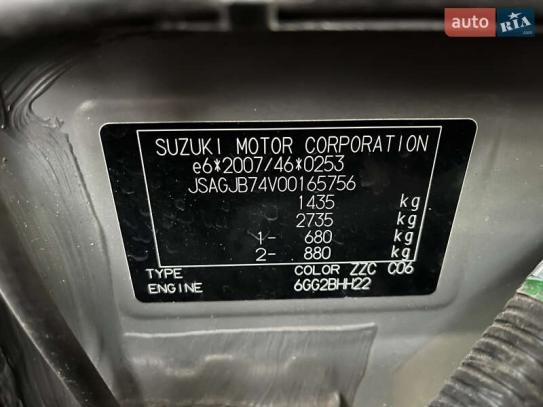 auto RIA
SUZUKI MOTOR CORPORATION
e6*2007/46*0253
JSAGJB74V00165756
1435 kg
2735 kg
1- 680 kg
2- 880 kg
TYPE COLOR ZZC C06
ENGINE 6GG2BHH22